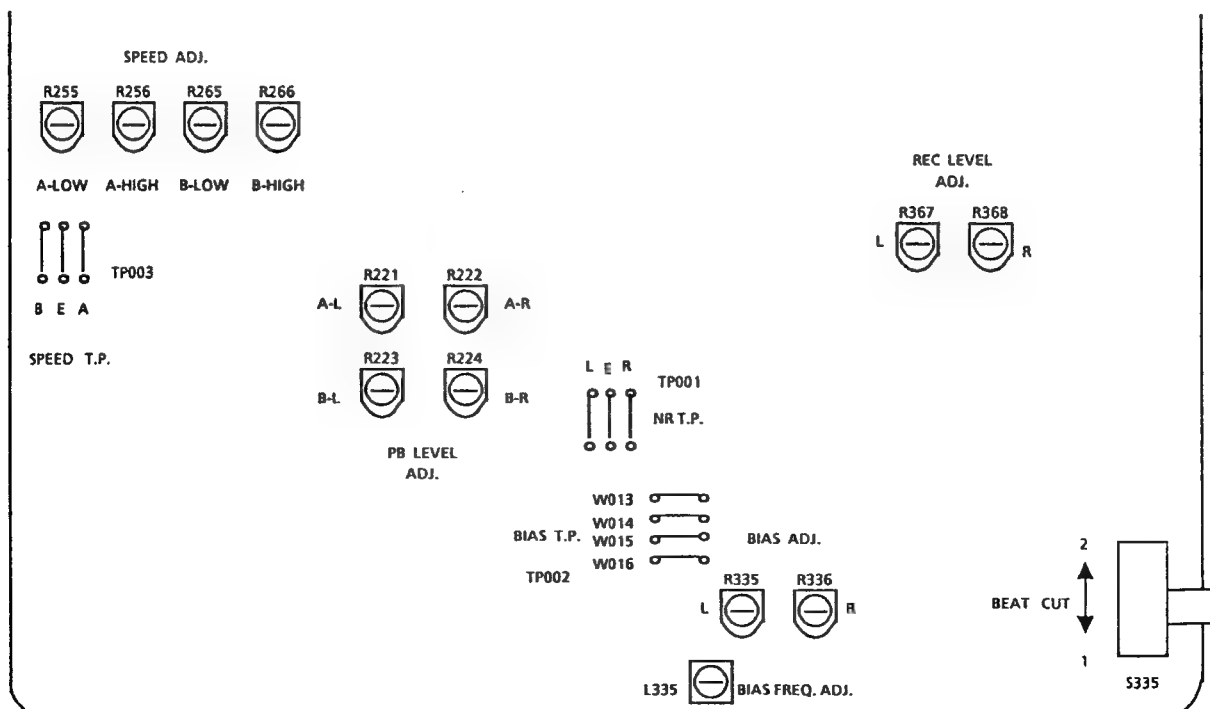 SPEED ADJ.
R255 R256 R265 R266
A-LOW A-HIGH B-LOW B-HIGH
TP003
B E A
SPEED T.P.
REC LEVEL
ADJ.
R367 R368
L R
R221 R222
A-L A-R
R223 R224
B-L B-R
PB LEVEL
ADJ.
L E R
TP001
NR T.P.
W013
W014
BIAS T.P. W015
W016
TP002
BIAS ADJ.
R335 R336
L R
L335 BIAS FREQ. ADJ.
2
BEAT CUT
1
S335